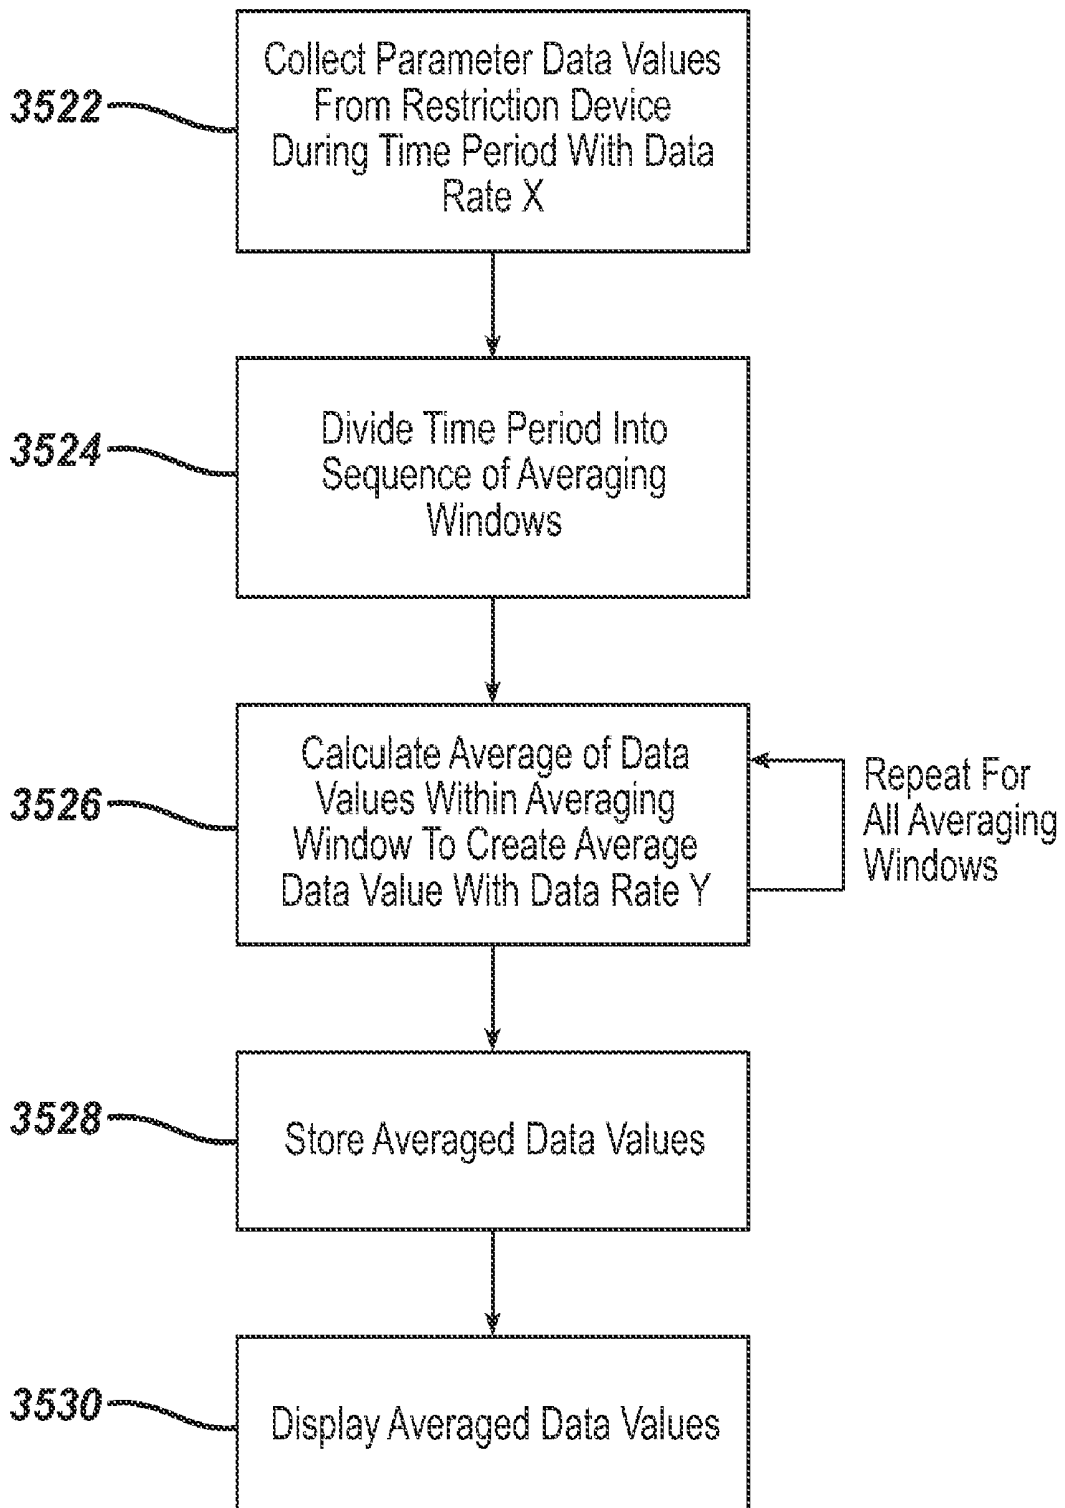 3522
Collect Parameter Data Values
From Restriction Device
During Time Period With Data
Rate X
3524
Divide Time Period Into
Sequence of Averaging
Windows
3526
Calculate Average of Data
Values Within Averaging
Window To Create Average
Data Value With Data Rate Y
Repeat For
All Averaging
Windows
3528
Store Averaged Data Values
3530
Display Averaged Data Values